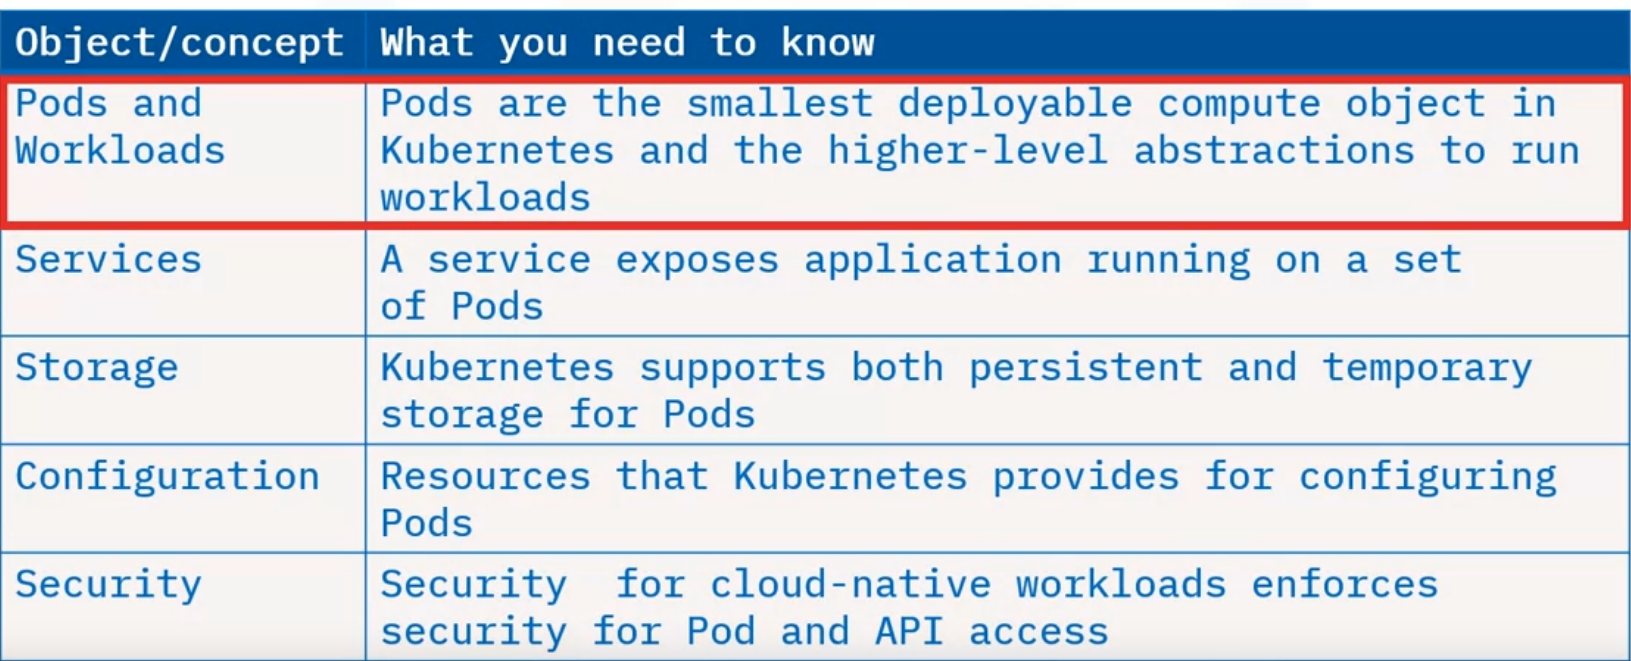 Object/concept
What you need to know
Pods and
Workloads
Pods are the smallest deployable compute object in
Kubernetes and the higher-level abstractions to run
workloads
Services
A service exposes application running on a set
of Pods
Storage
Kubernetes supports both persistent and temporary
storage for Pods
Configuration
Resources that Kubernetes provides for configuring
Pods
Security
Security  for cloud-native workloads enforces
security for Pod and API access